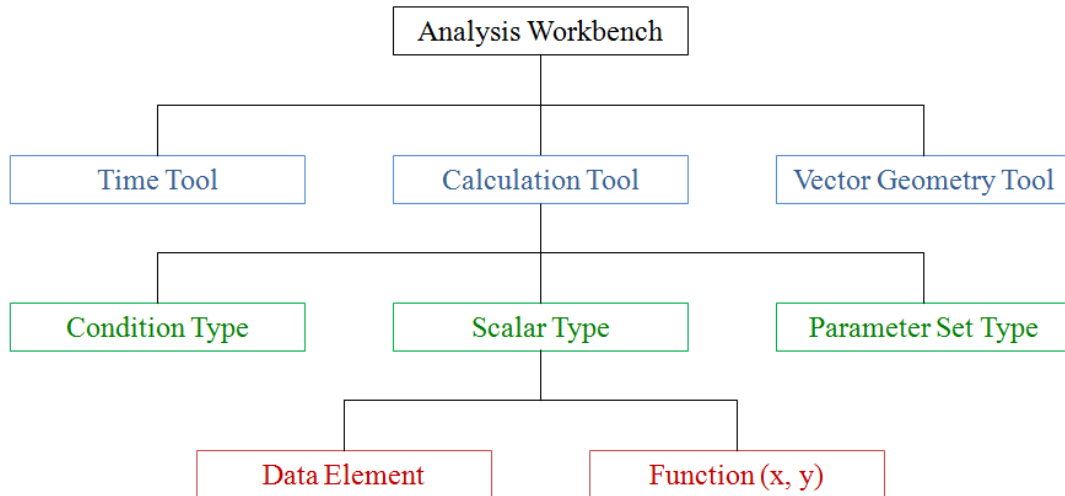 Analysis Workbench
Time Tool
Calculation Tool
Vector Geometry Tool
Condition Type
Scalar Type
Parameter Set Type
Data Element
Function (x, y)